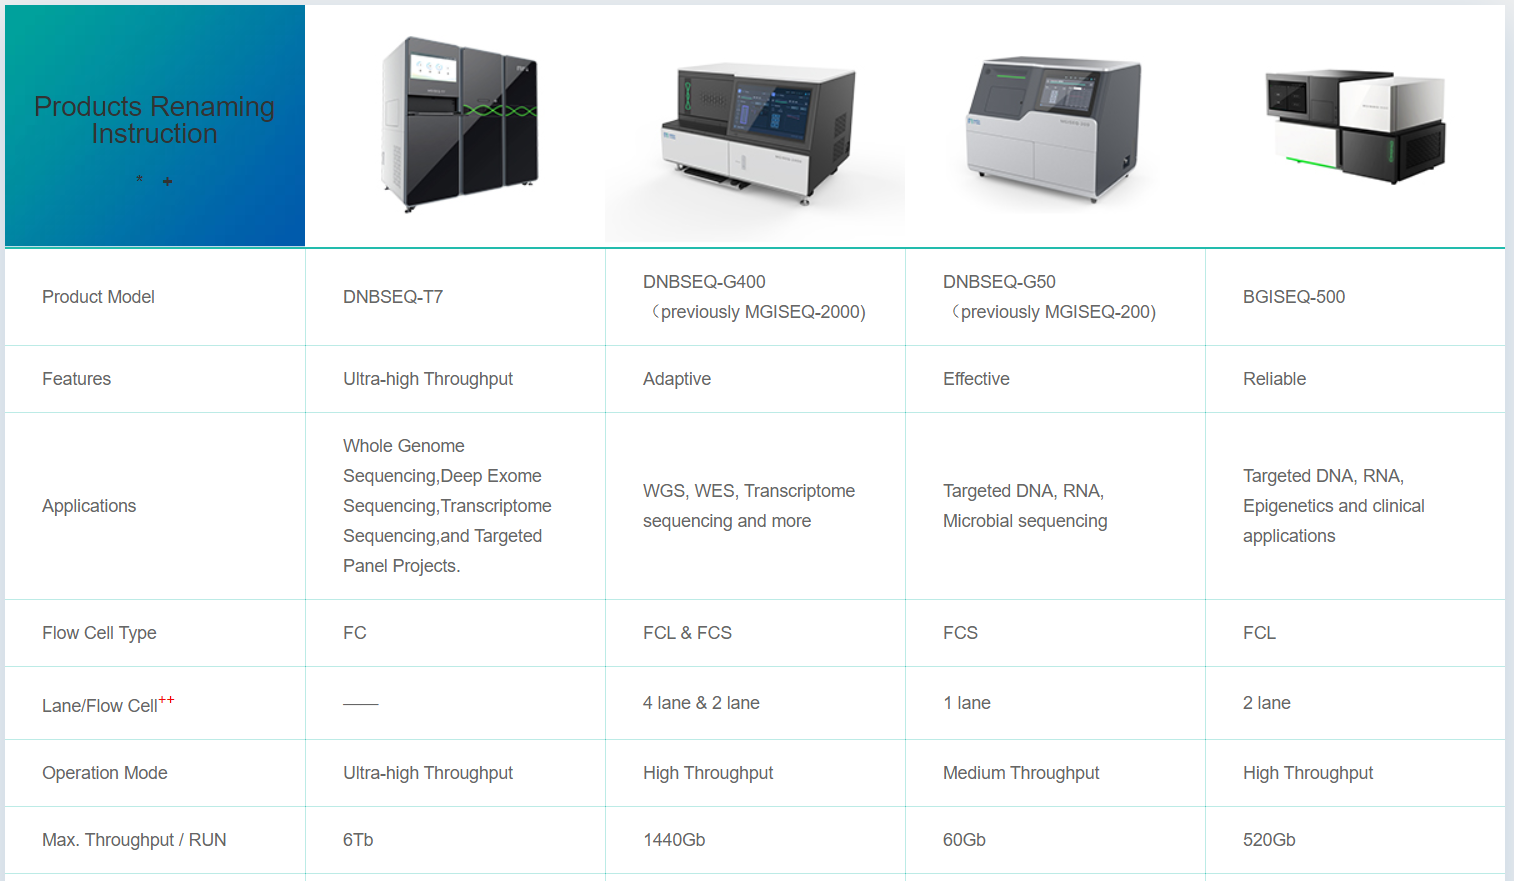 Products Renaming
Instruction
* +
Product Model
DNBSEQ-T7
DNBSEQ-G400
（previously MGISEQ-2000)
DNBSEQ-G50
（previously MGISEQ-200)
BGISEQ-500
Features
Ultra-high Throughput
Adaptive
Effective
Reliable
Applications
Whole Genome
Sequencing,Deep Exome
Sequencing,Transcriptome
Sequencing,and Targeted
Panel Projects.
WGS, WES, Transcriptome
sequencing and more
Targeted DNA, RNA,
Microbial sequencing
Targeted DNA, RNA,
Epigenetics and clinical
applications
Flow Cell Type
FC
FCL & FCS
FCS
FCL
Lane/Flow Cell++
——
4 lane & 2 lane
1 lane
2 lane
Operation Mode
Ultra-high Throughput
High Throughput
Medium Throughput
High Throughput
Max. Throughput / RUN
6Tb
1440Gb
60Gb
520Gb